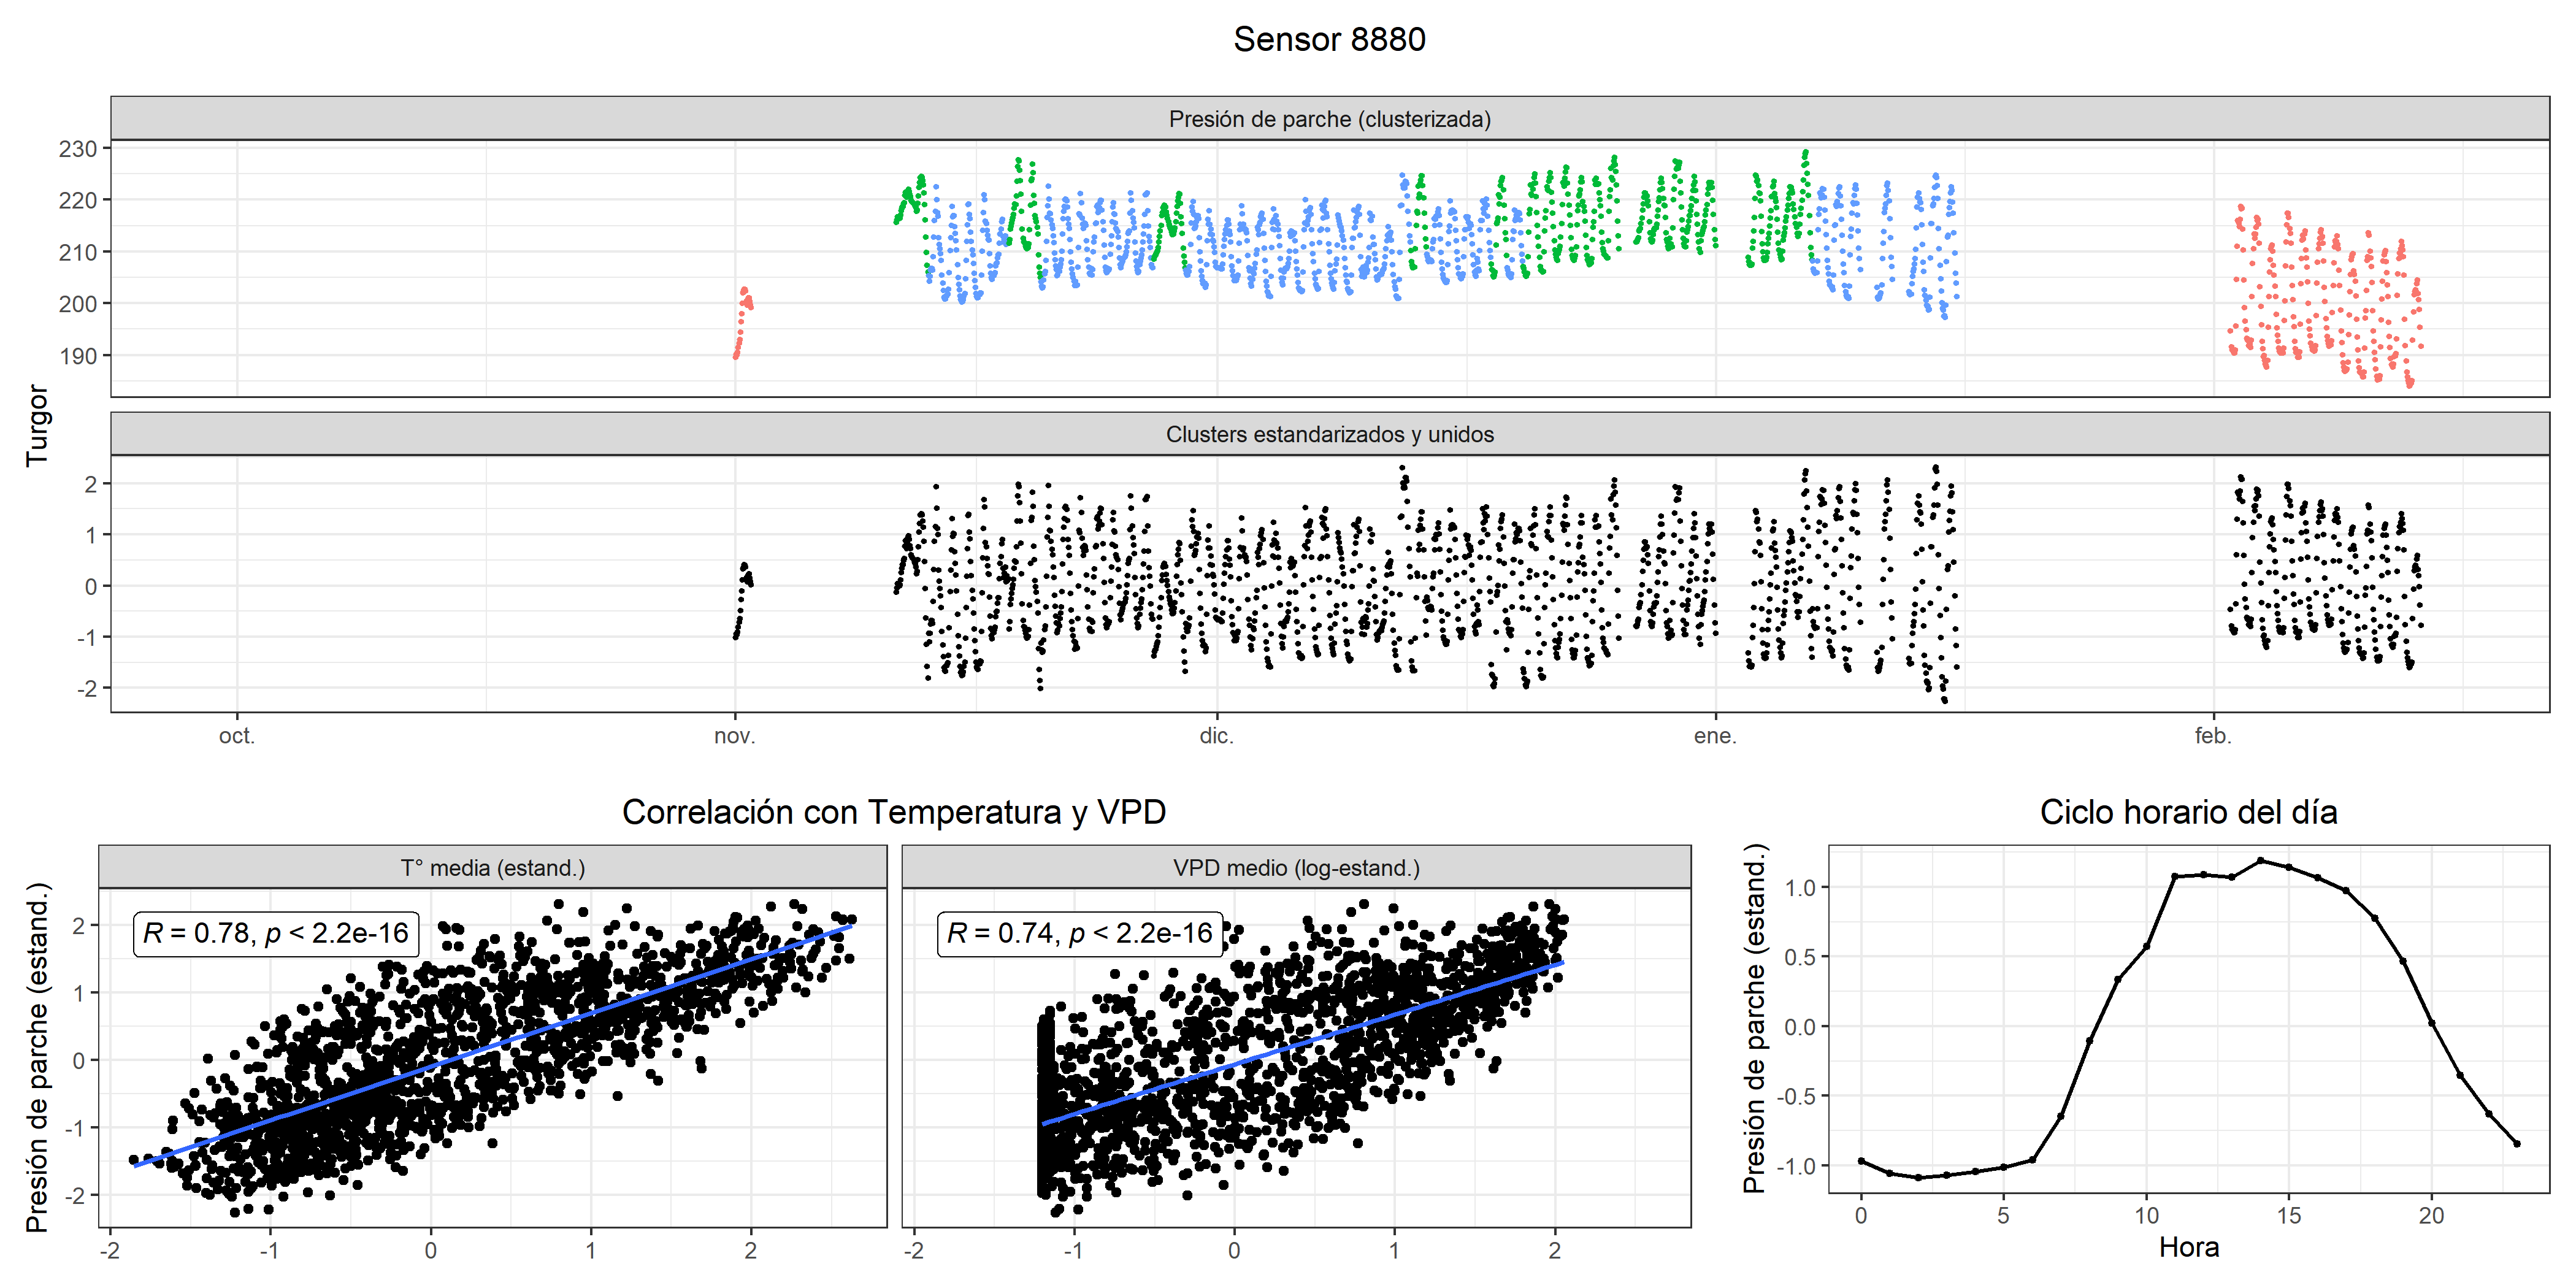 Sensor 8880
Presión de parche (clusterizada)
230
220
210
200
190
Turgor
Clusters estandarizados y unidos
2
1
0
-1
-2
oct. nov. dic. ene. feb.
Correlación con Temperatura y VPD
T° media (estand.) VPD medio (log-estand.)
Presión de parche (estand.)
R = 0.78, p < 2.2e-16
R = 0.74, p < 2.2e-16
2
1
0
-1
-2
-2 -1 0 1 2
-2 -1 0 1 2
Ciclo horario del día
Presión de parche (estand.)
1.0
0.5
0.0
-0.5
-1.0
0 5 10 15 20
Hora